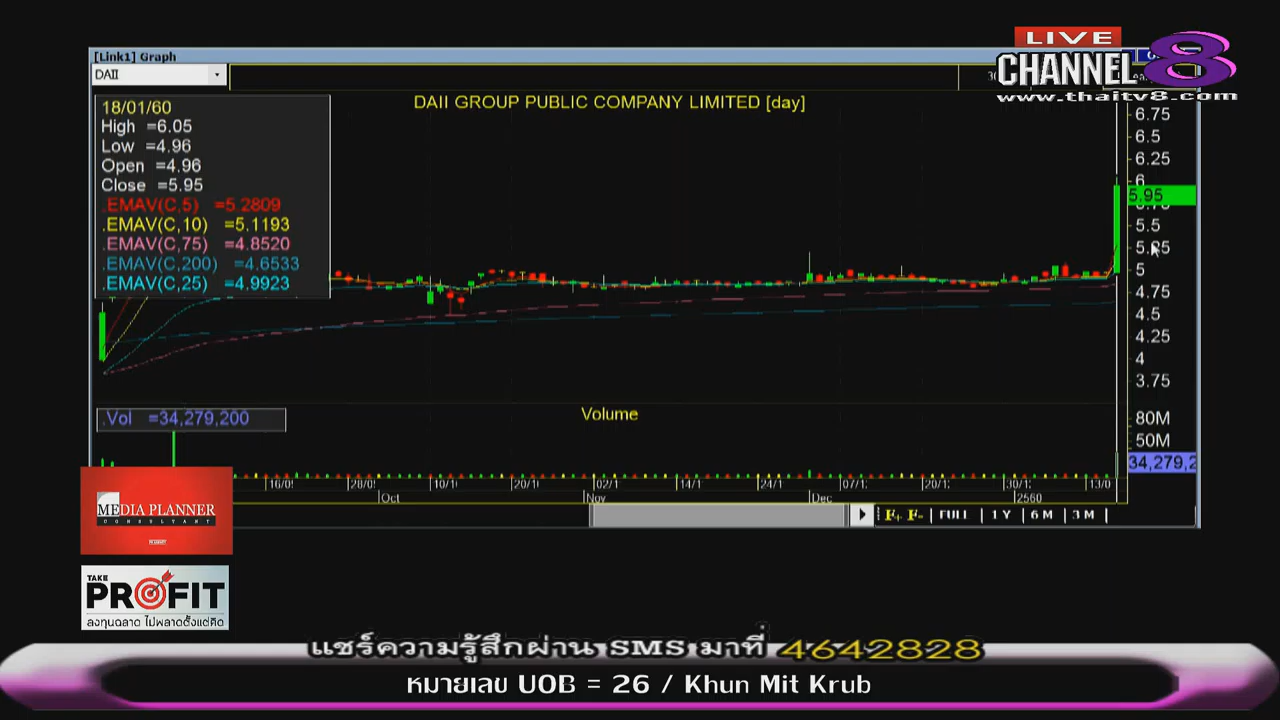 LIVE
CHANNEL 8
www.thaitv8.com
[Link1] Graph
DAII
DAII GROUP PUBLIC COMPANY LIMITED [day]
18/01/60
High =6.05
Low =4.96
Open =4.96
Close =5.95
.EMAV(C,5) =5.2809
.EMAV(C,10) =5.1193
.EMAV(C,75) =4.8520
.EMAV(C,200) =4.6533
.EMAV(C,25) =4.9923
6.75
6.5
6.25
6
5.95
5.5
5
4.75
4.5
4.25
4
3.75
.Vol =34,279,200
Volume
80M
50M
34,279,2
16/0 28/0 10/1 20/1 02/1 14/1 24/1 07/1 20/1 30/1 13/0
Oct Nov Dec 2560
F+ F- FULL 1 Y 6 M 3 M
MEDIA PLANNER
CONSULTANT
TAKE
PROFIT
ลงทุนฉลาด ไม่พลาดตั้งแต่คิด
แชร์ความรู้สึกผ่าน SMS มาที่ 4642828
หมายเลข UOB = 26 / Khun Mit Krub